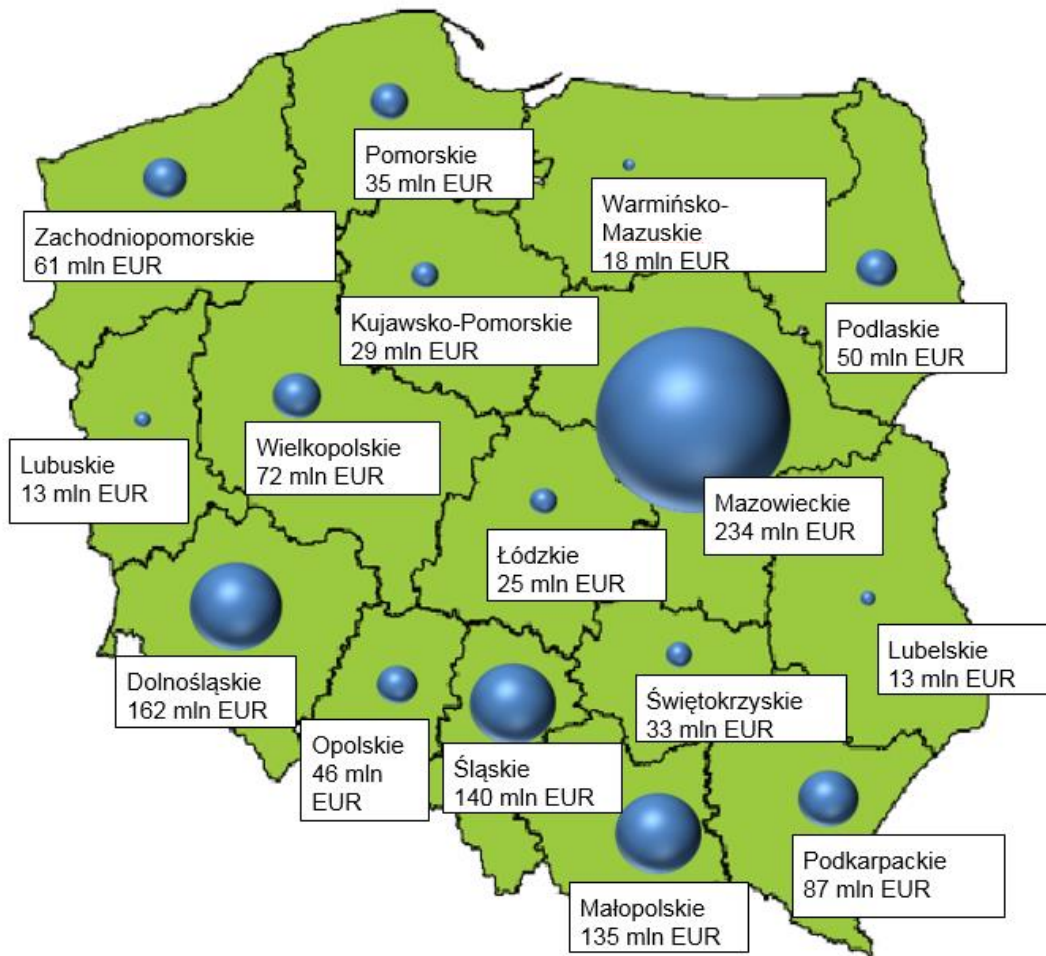 Pomorskie
35 mln EUR
Warmińsko-
Mazuskie
18 mln EUR
Zachodniopomorskie
61 mln EUR
Kujawsko-Pomorskie
29 mln EUR
Podlaskie
50 mln EUR
Lubuskie
13 mln EUR
Wielkopolskie
72 mln EUR
Mazowieckie
234 mln EUR
Łódzkie
25 mln EUR
Lubelskie
13 mln EUR
Dolnośląskie
162 mln EUR
Świętokrzyskie
33 mln EUR
Opolskie
46 mln
EUR
Śląskie
140 mln EUR
Podkarpackie
87 mln EUR
Małopolskie
135 mln EUR